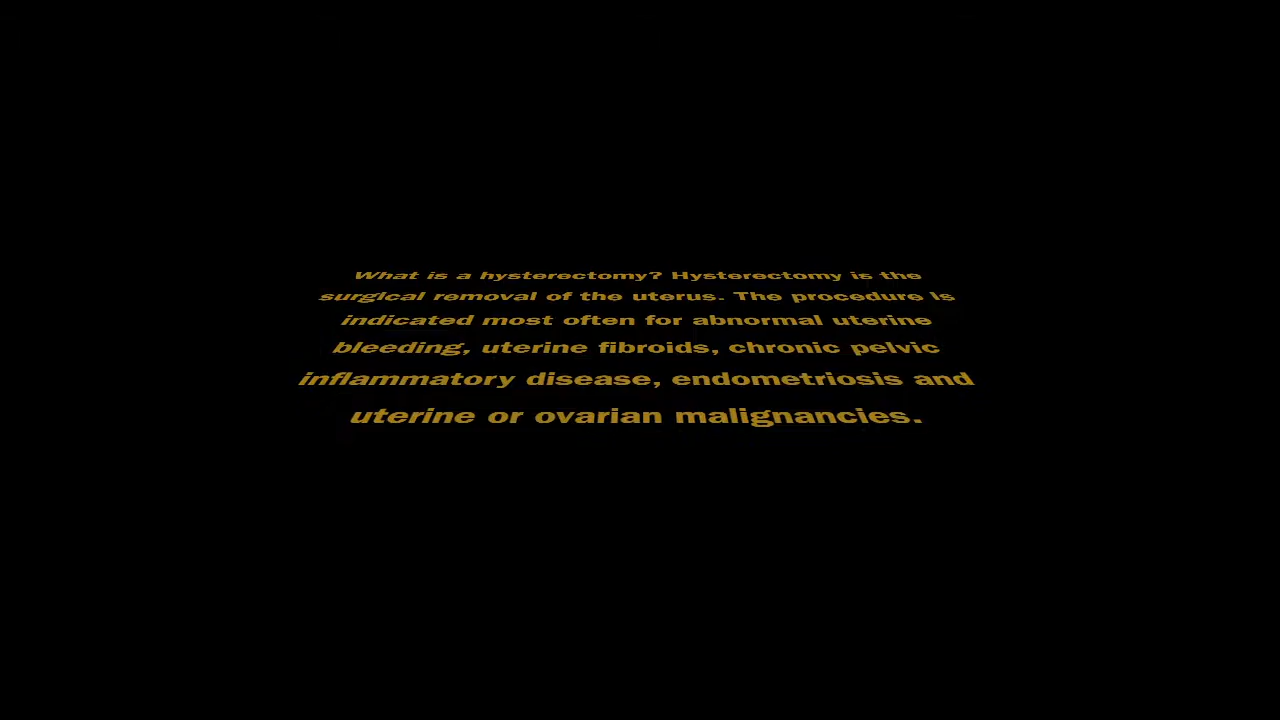 What is a hysterectomy? Hysterectomy is the
surgical removal of the uterus. The procedure is
indicated most often for abnormal uterine
bleeding, uterine fibroids, chronic pelvic
inflammatory disease, endometriosis and
uterine or ovarian malignancies.